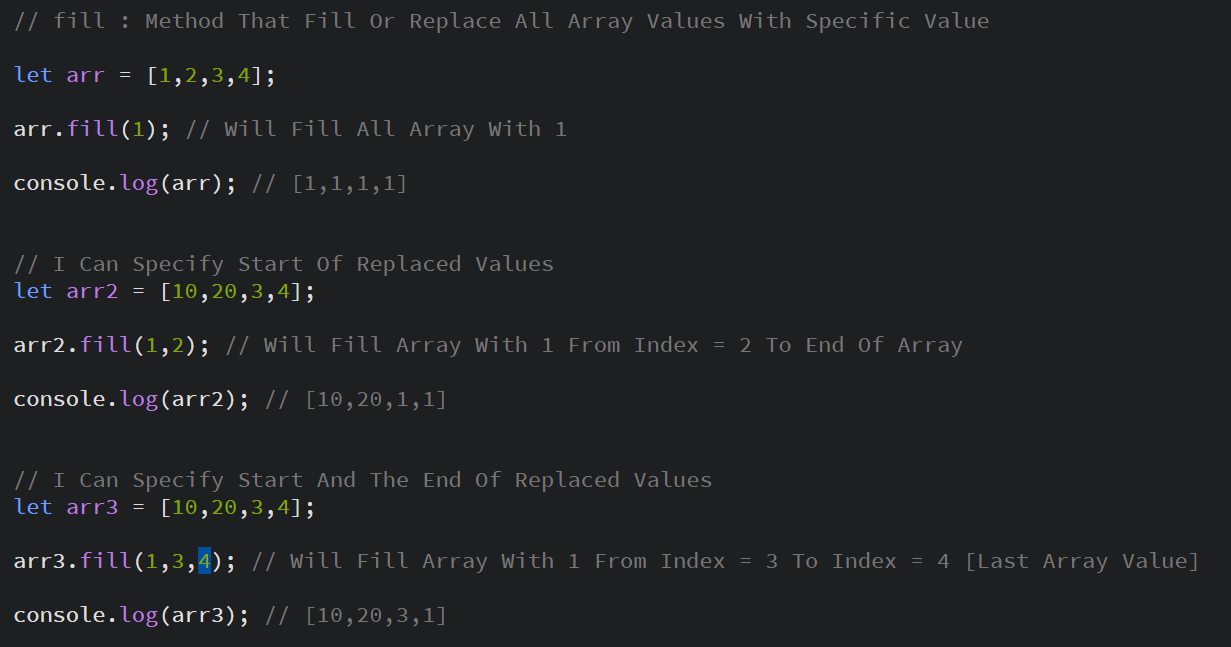 // fill : Method That Fill Or Replace All Array Values With Specific Value
let arr = [1,2,3,4];
arr.fill(1); // Will Fill All Array With 1
console.log(arr); // [1,1,1,1]
// I Can Specify Start Of Replaced Values
let arr2 = [10,20,3,4];
arr2.fill(1,2); // Will Fill Array With 1 From Index = 2 To End Of Array
console.log(arr2); // [10,20,1,1]
// I Can Specify Start And The End Of Replaced Values
let arr3 = [10,20,3,4];
arr3.fill(1,3,4); // Will Fill Array With 1 From Index = 3 To Index = 4 [Last Array Value]
console.log(arr3); // [10,20,3,1]